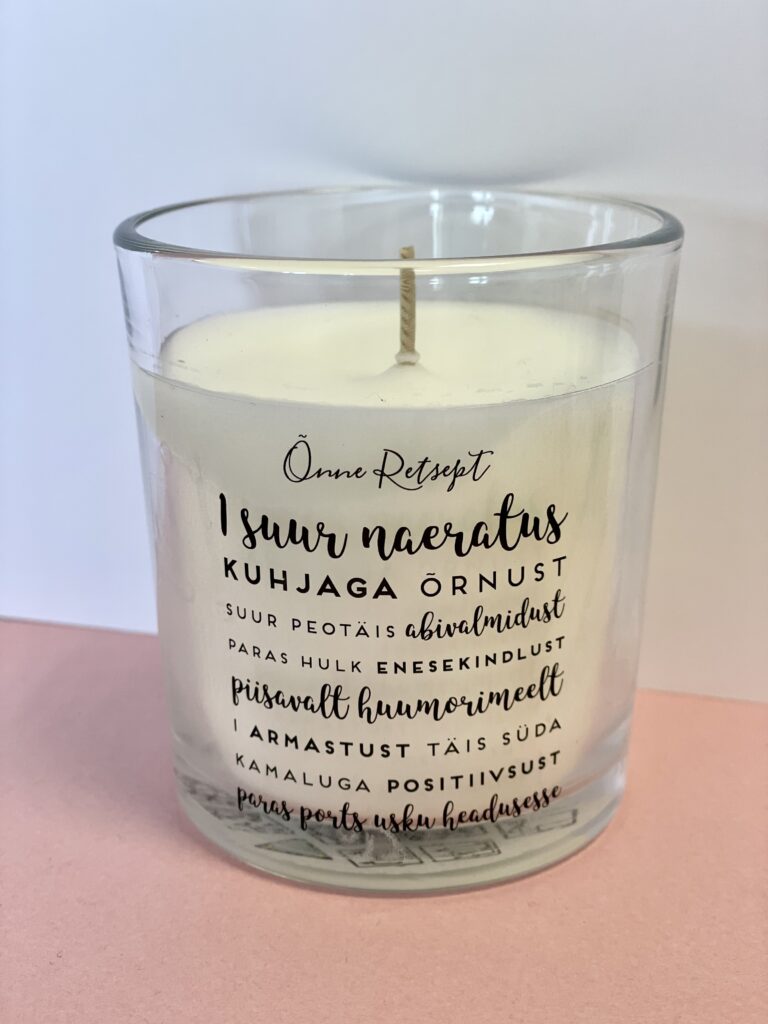 Õnne Retsept
1 suur naeratus
KUHJAGA ÕRNUST
SUUR PEOTÄIS abivalmidust
PARAS HULK ENESEKINDLUST
piisavalt huumorimeelt
1 ARMASTUST TÄIS SÜDA
KAMALUGA POSITIIVSUST
paras ports usku headusesse